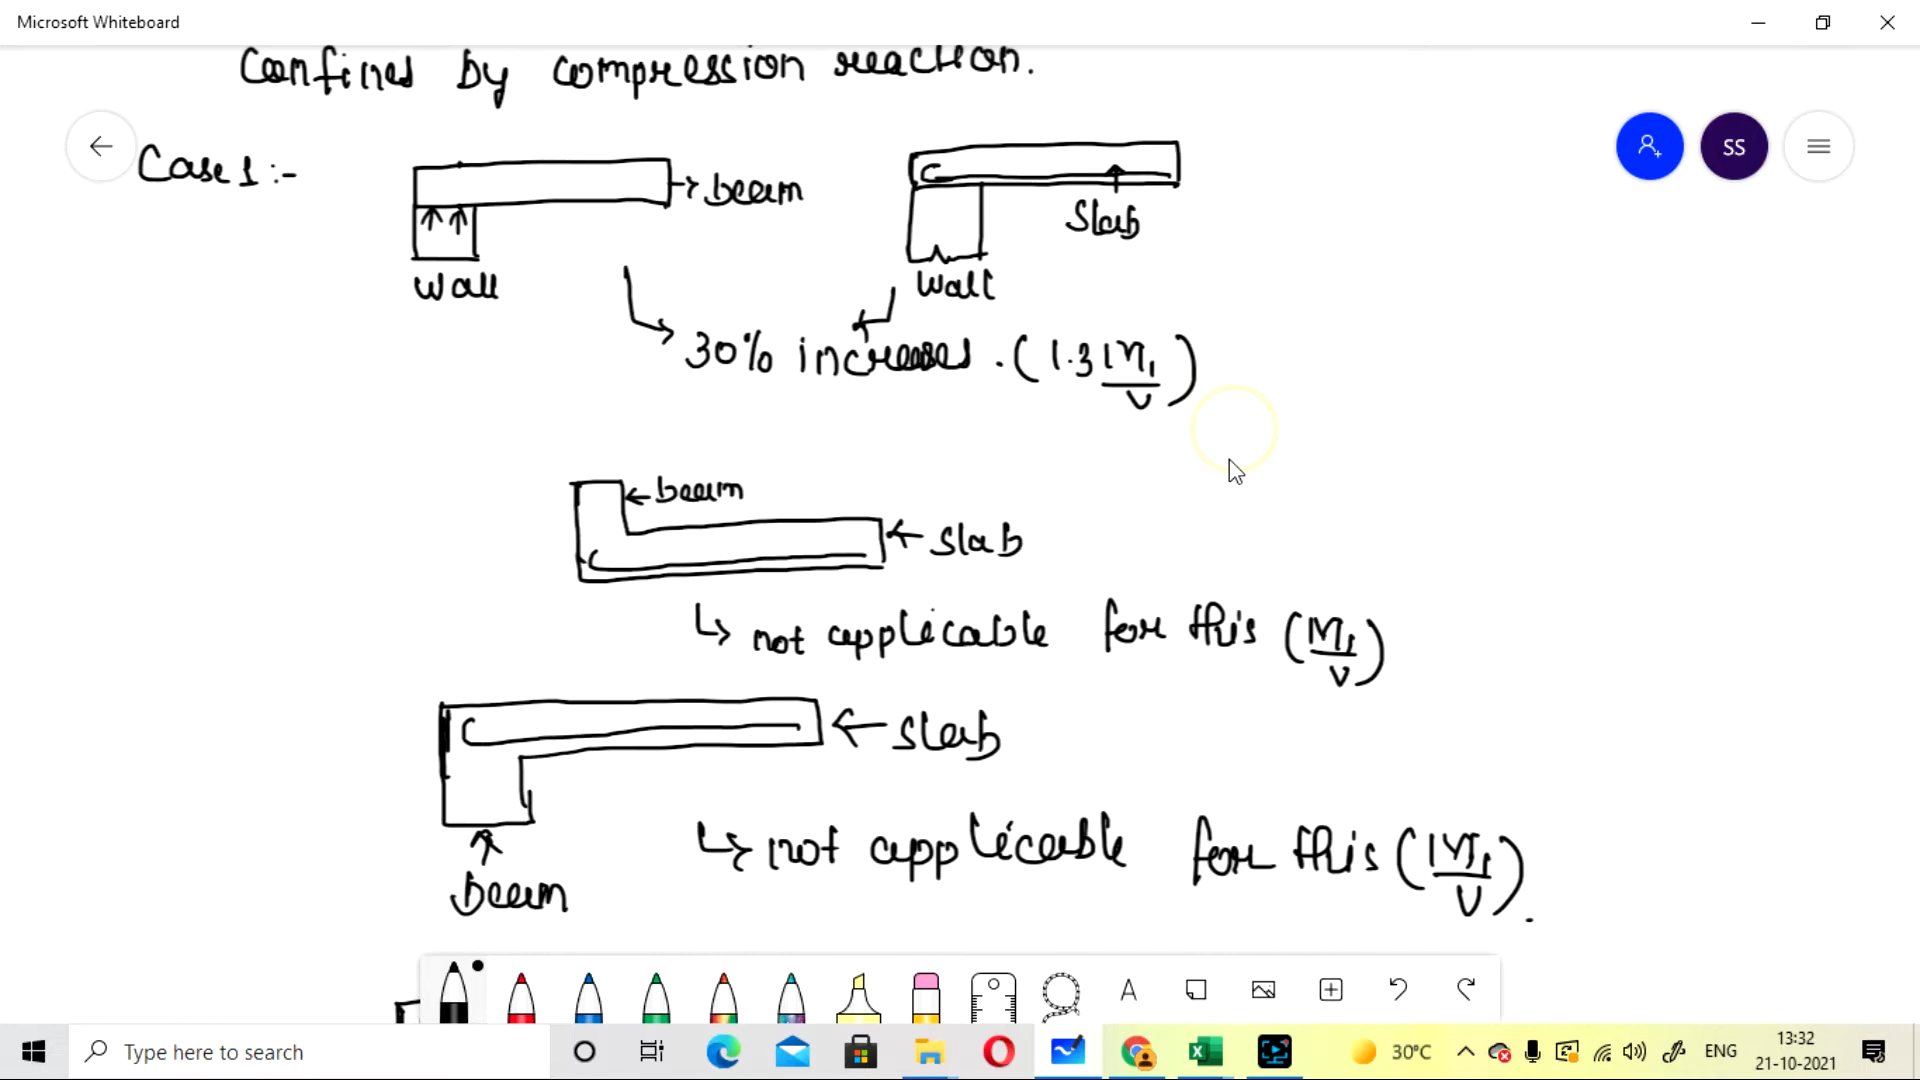 Microsoft Whiteboard
Confined by compression reaction.
SS
Case 1 :-
→ beam
Slab
Wall
Wall
30% increases. (1.3 M₁/V)
← beam
← Slab
↳ not applicable for this (M₁/V)
← Slab
↳ not applicable for this (M₁/V).
beam
A
Type here to search
30°C
ENG
13:32
21-10-2021